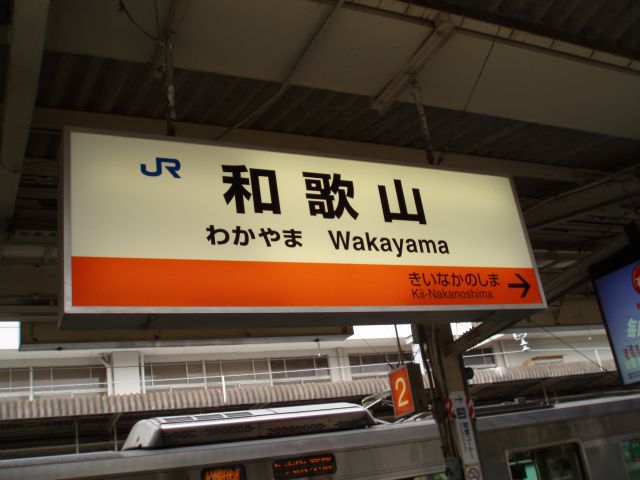 JR
和歌山
わかやま Wakayama
きいなかのしま
Kii-Nakanoshima
2